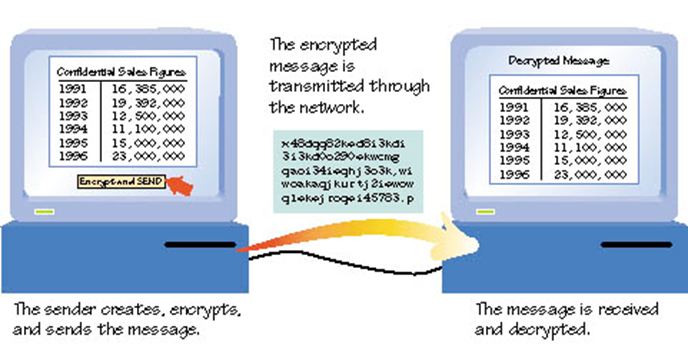 Confidential Sales Figures
1991 16,385,000
1992 19,392,000
1993 12,500,000
1994 11,100,000
1995 15,000,000
1996 23,000,000
Encrypt and SEND
The sender creates, encrypts,
and sends the message.
The encrypted
message is
transmitted through
the network.
x48dqg82ked8i3kdi
3i3kd0o290ekwcmg
qaoi34ieqhj3o3k,wi
woakaqjkurtj2iewow
qlekejroqei45783.p
Decrypted Message
Confidential Sales Figures
1991 16,385,000
1992 19,392,000
1993 12,500,000
1994 11,100,000
1995 15,000,000
1996 23,000,000
The message is received
and decrypted.